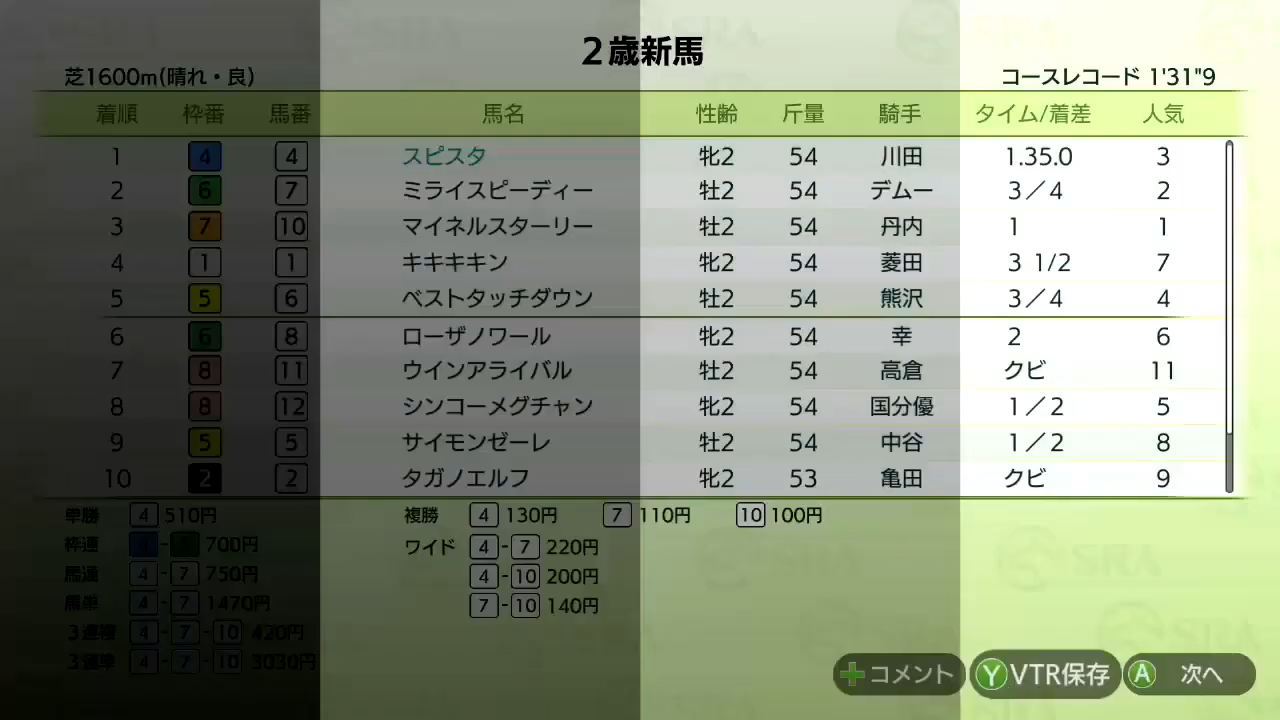 2歳新馬
芝1600m(晴れ・良) コースレコード 1'31"9
着順 枠番 馬番 馬名 性齢 斤量 騎手 タイム/着差 人気
1 4 4 スピスタ 牝2 54 川田 1.35.0 3
2 6 7 ミライスピーディー 牡2 54 デムー 3／4 2
3 7 10 マイネルスターリー 牡2 54 丹内 1 1
4 1 1 キキキキン 牝2 54 菱田 3 1/2 7
5 5 6 ベストタッチダウン 牡2 54 熊沢 3／4 4
6 6 8 ローザノワール 牝2 54 幸 2 6
7 8 11 ウインアライバル 牡2 54 高倉 クビ 11
8 8 12 シンコーメグチャン 牝2 54 国分優 1／2 5
9 5 5 サイモンゼーレ 牡2 54 中谷 1／2 8
10 2 2 タガノエルフ 牝2 53 亀田 クビ 9
単勝 4 510円 複勝 4 130円 7 110円 10 100円
枠連 4-6 700円 ワイド 4-7 220円
馬連 4-7 750円 4-10 200円
馬単 4-7 1470円 7-10 140円
3連複 4-7-10 420円
3連単 4-7-10 3030円
SRA
SRA
+コメント Y VTR保存 A 次へ